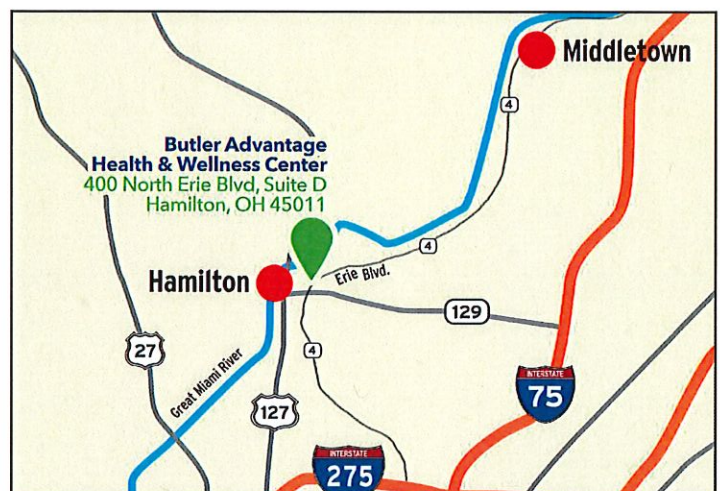 Middletown
4
Butler Advantage
Health & Wellness Center
400 North Erie Blvd, Suite D
Hamilton, OH 45011
4
Erie Blvd.
Hamilton
129
27
4
Great Miami River
INTERSTATE
75
127
INTERSTATE
275